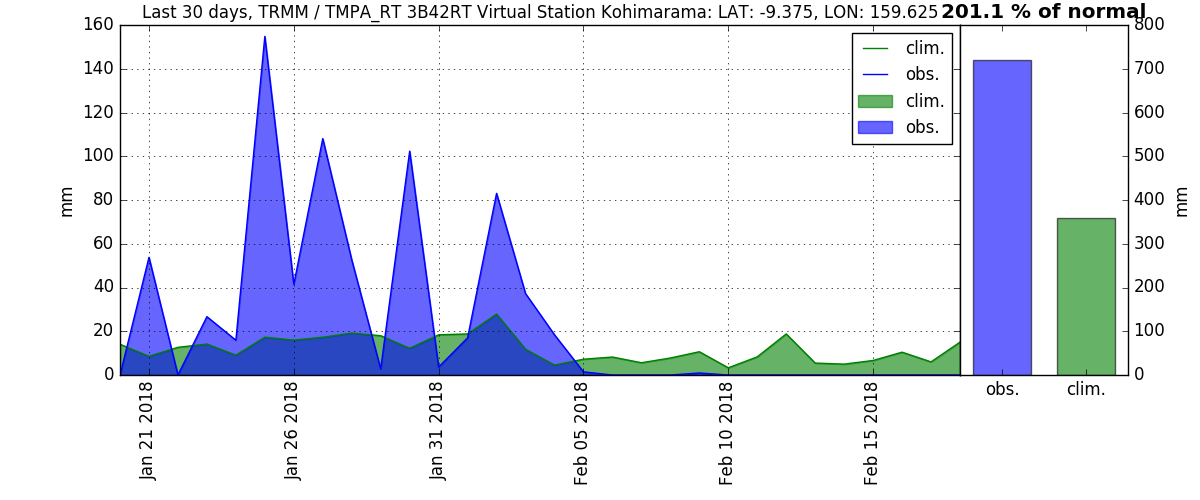 Last 30 days, TRMM / TMPA_RT 3B42RT Virtual Station Kohimarama: LAT: -9.375, LON: 159.625 201.1 % of normal
160
140
120
100
80
60
40
20
0
mm
clim.
obs.
clim.
obs.
800
700
600
500
400
300
200
100
0
mm
Jan 21 2018
Jan 26 2018
Jan 31 2018
Feb 05 2018
Feb 10 2018
Feb 15 2018
obs.
clim.